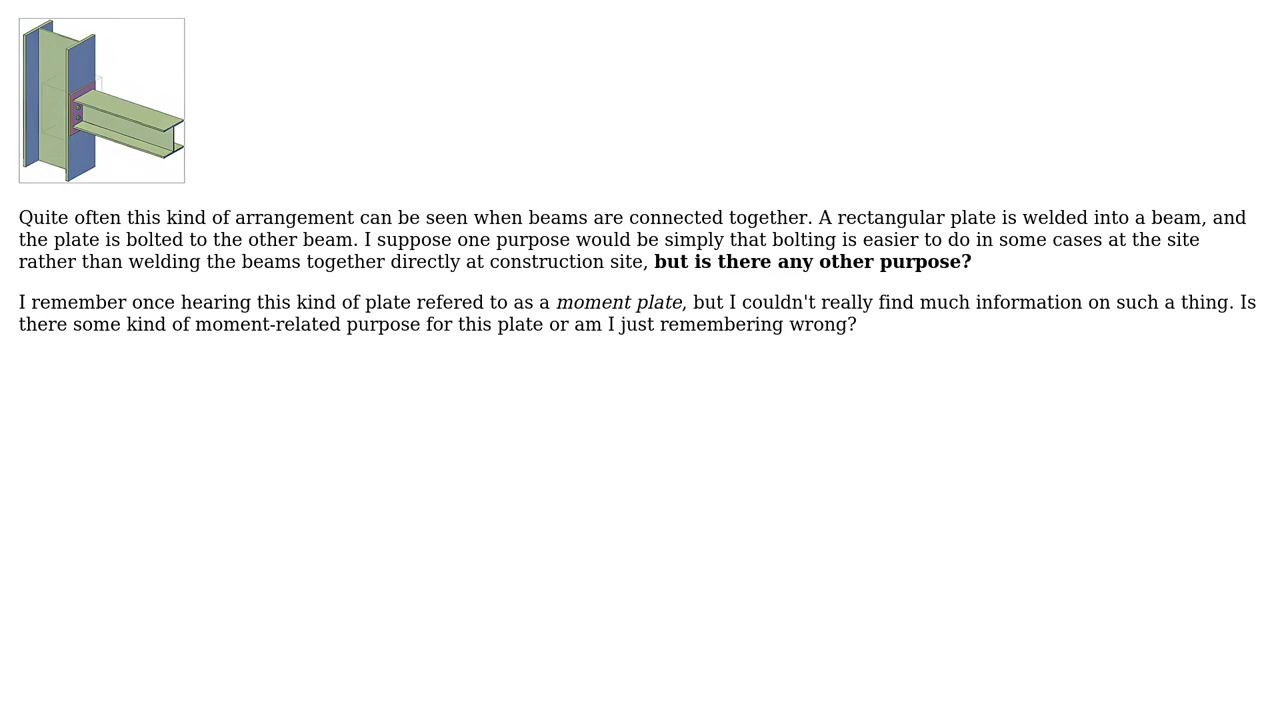 Quite often this kind of arrangement can be seen when beams are connected together. A rectangular plate is welded into a beam, and
the plate is bolted to the other beam. I suppose one purpose would be simply that bolting is easier to do in some cases at the site
rather than welding the beams together directly at construction site, but is there any other purpose?
I remember once hearing this kind of plate refered to as a moment plate, but I couldn't really find much information on such a thing. Is
there some kind of moment-related purpose for this plate or am I just remembering wrong?